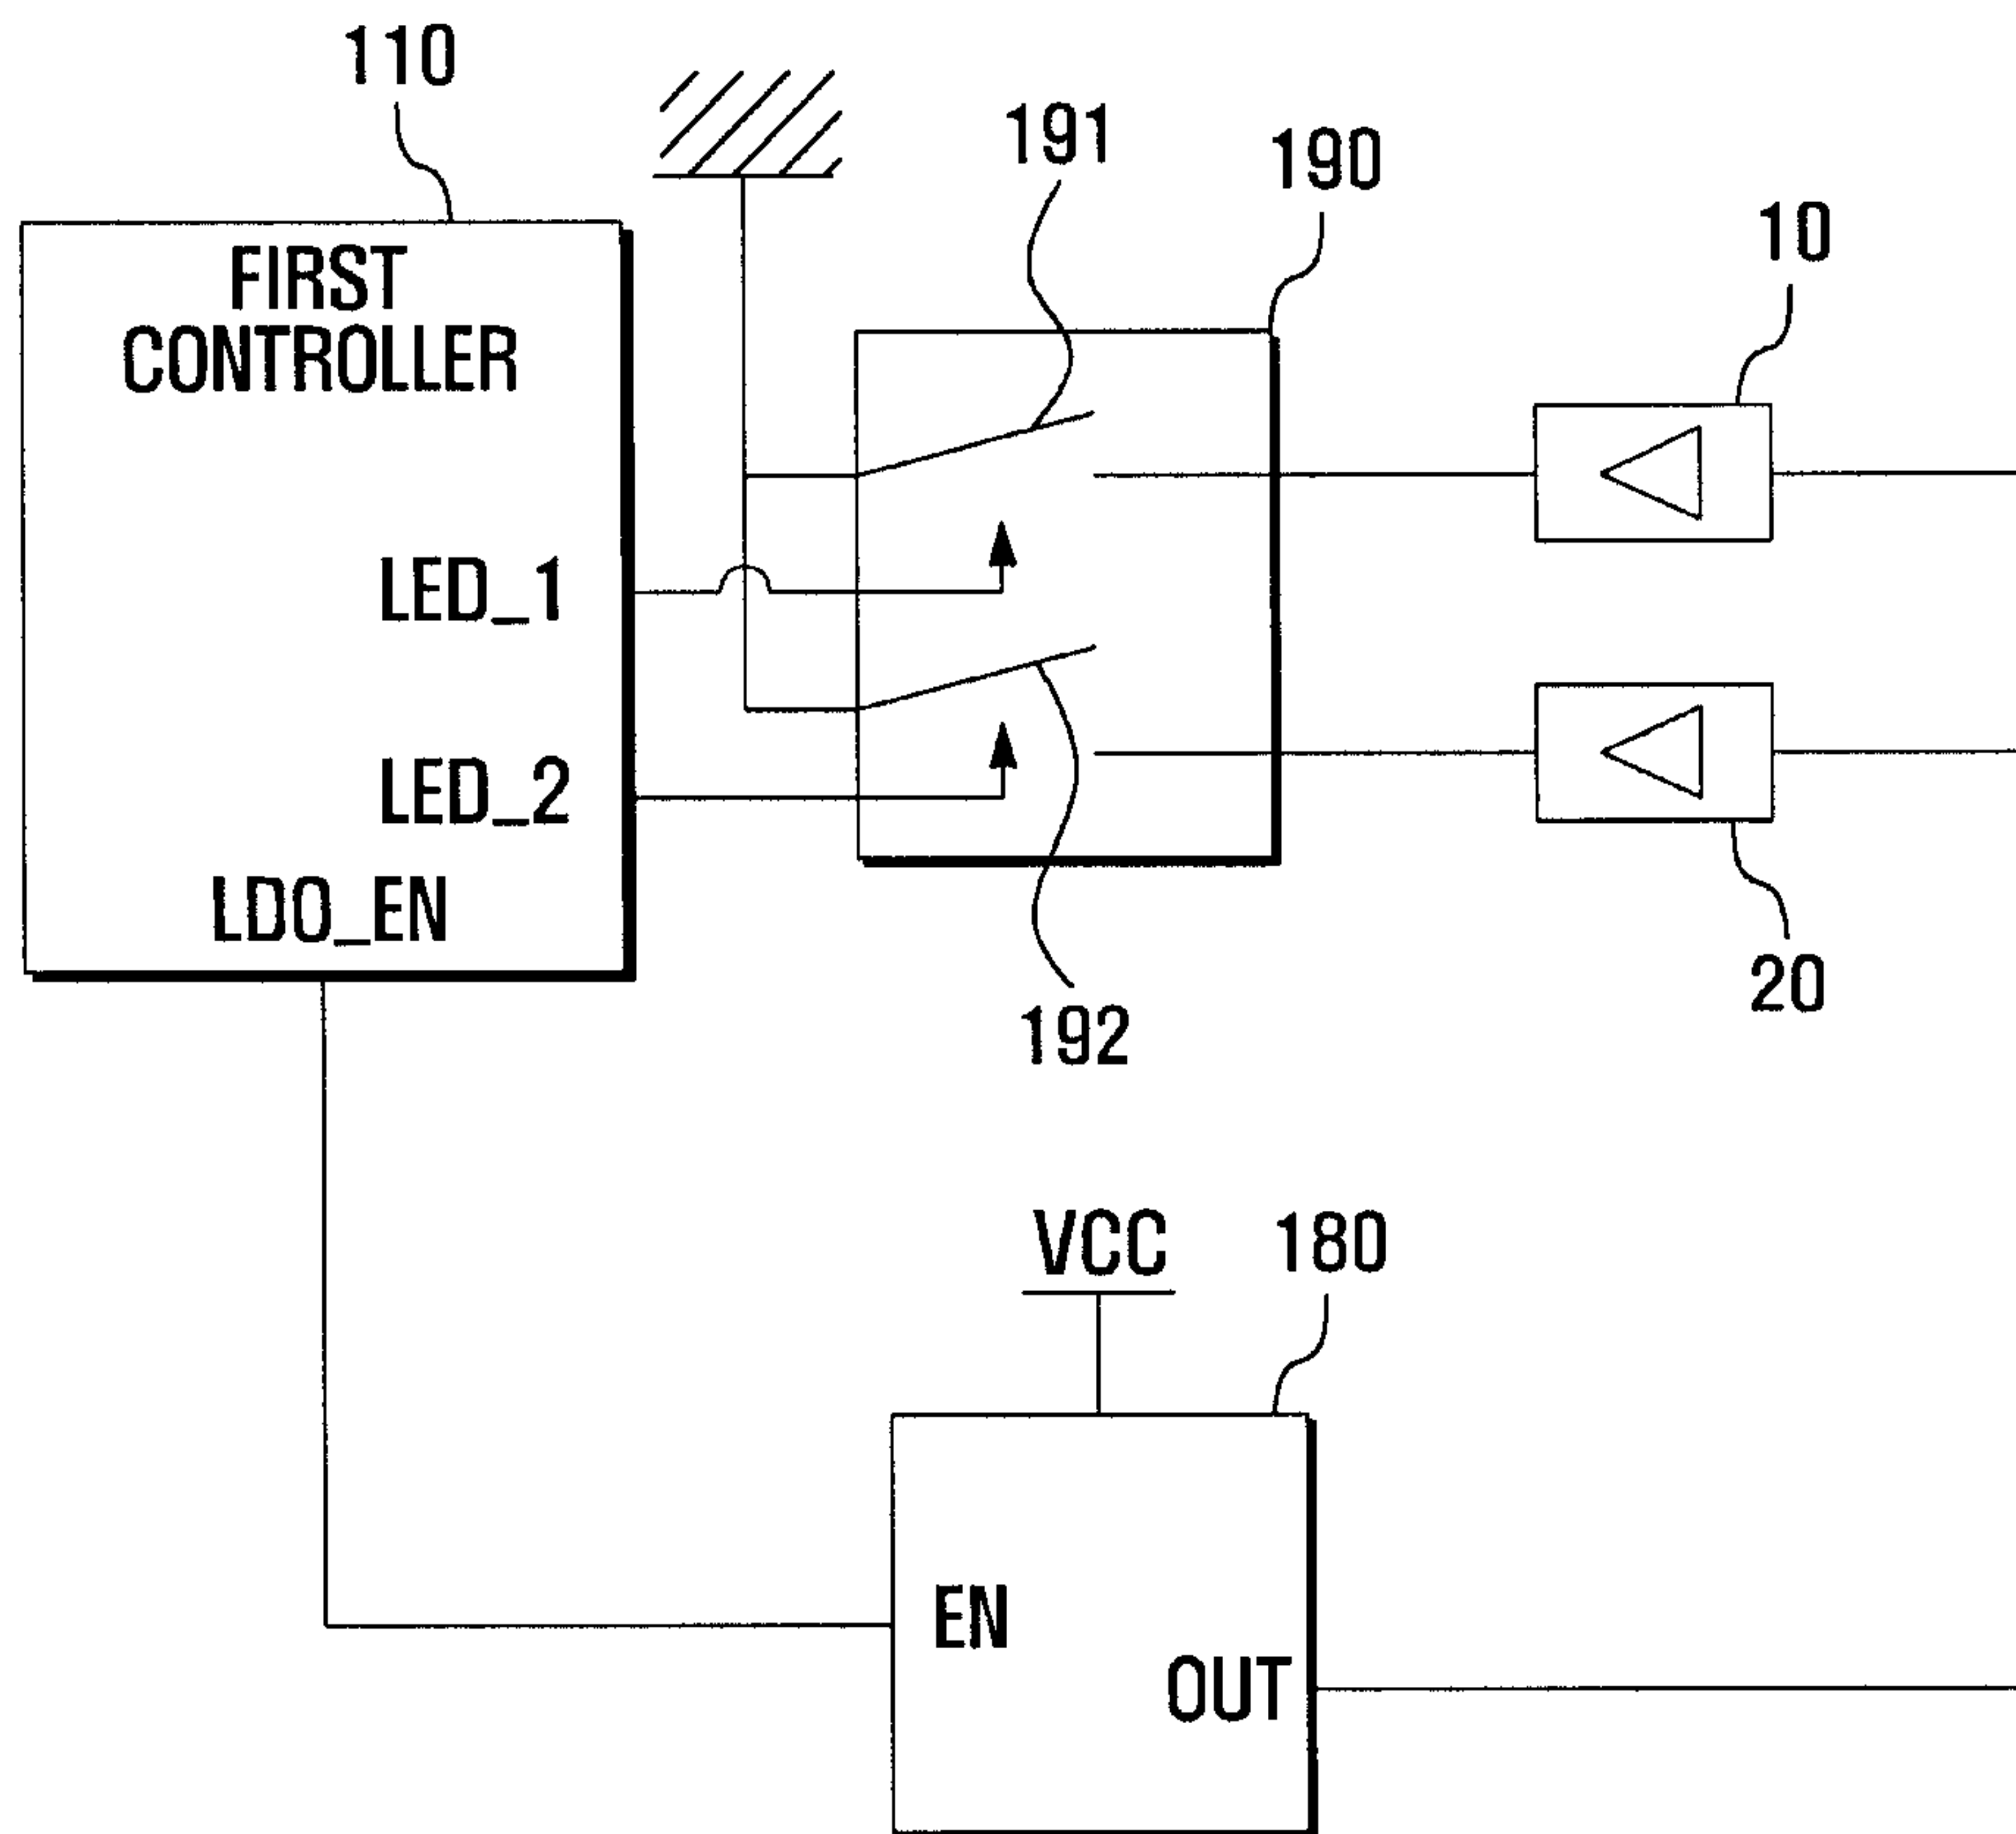 110
191
190
10
FIRST
CONTROLLER
LED_1
LED_2
LDO_EN
20
192
VCC
180
EN
OUT